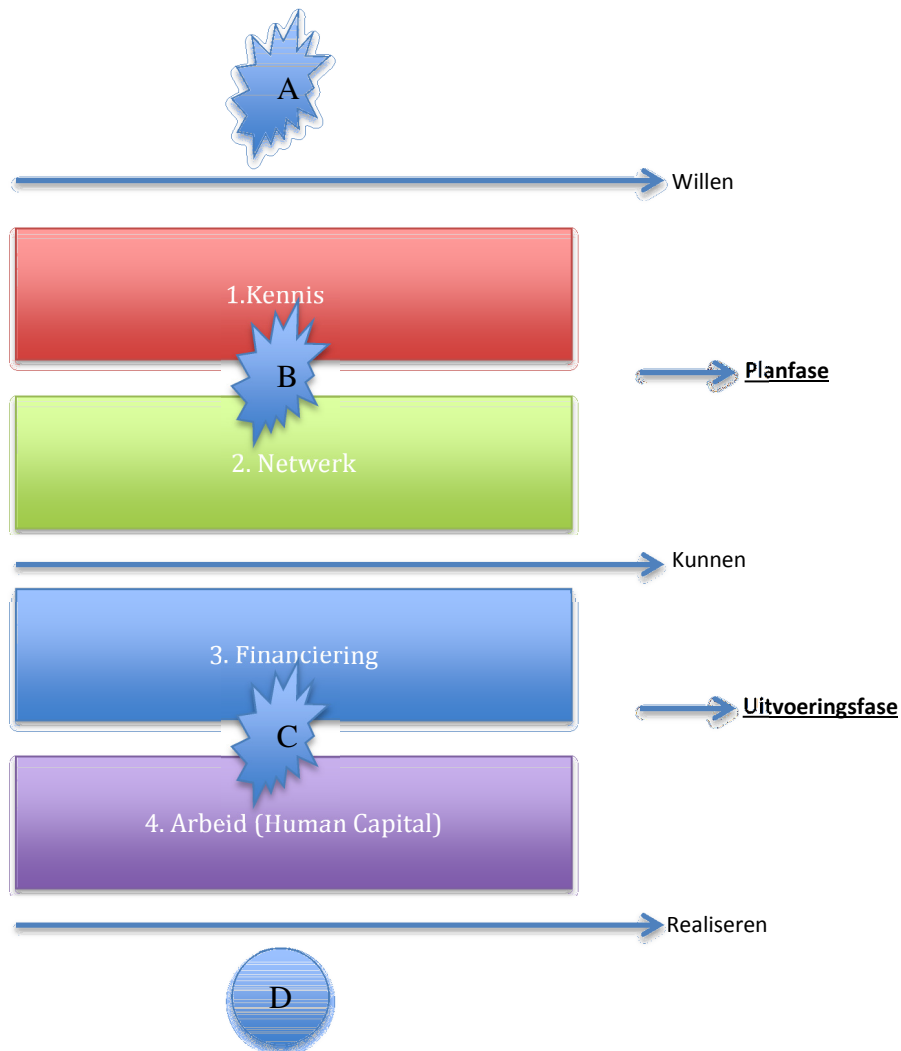 A
Willen
1.Kennis
B
Planfase
2. Netwerk
Kunnen
3. Financiering
Uitvoeringsfase
C
4. Arbeid (Human Capital)
Realiseren
D